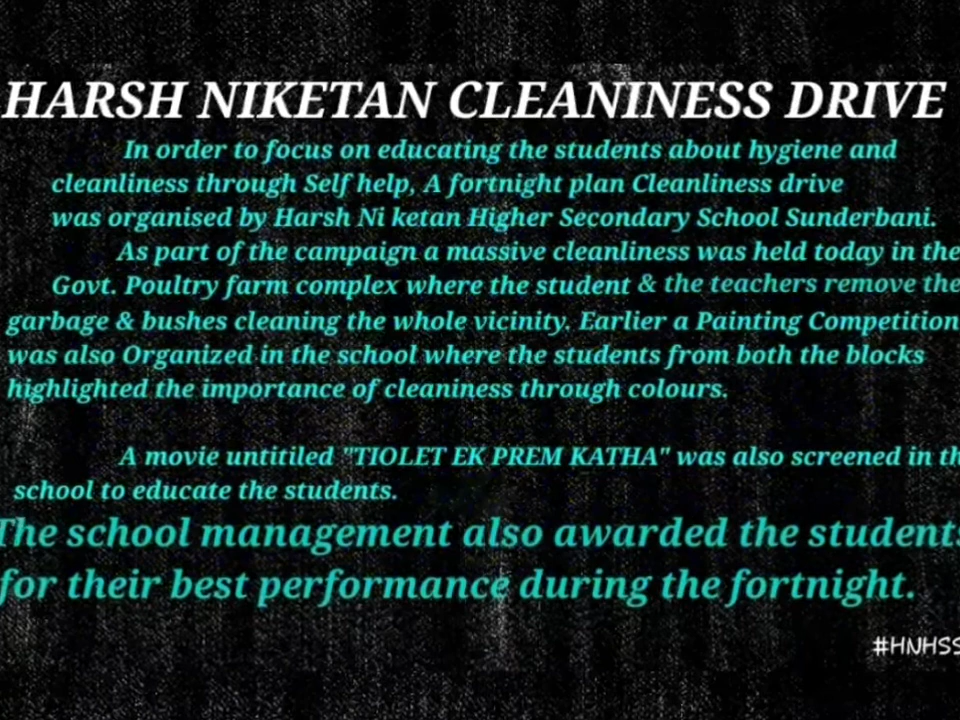 HARSH NIKETAN CLEANINESS DRIVE
In order to focus on educating the students about hygiene and
cleanliness through Self help, A fortnight plan Cleanliness drive
was organised by Harsh Ni ketan Higher Secondary School Sunderbani.
As part of the campaign a massive cleanliness was held today in the
Govt. Poultry farm complex where the student & the teachers remove the
garbage & bushes cleaning the whole vicinity. Earlier a Painting Competition
was also Organized in the school where the students from both the blocks
highlighted the importance of cleaniness through colours.
A movie untitiled "TIOLET EK PREM KATHA" was also screened in th
school to educate the students.
The school management also awarded the students
for their best performance during the fortnight.
#HNHSS